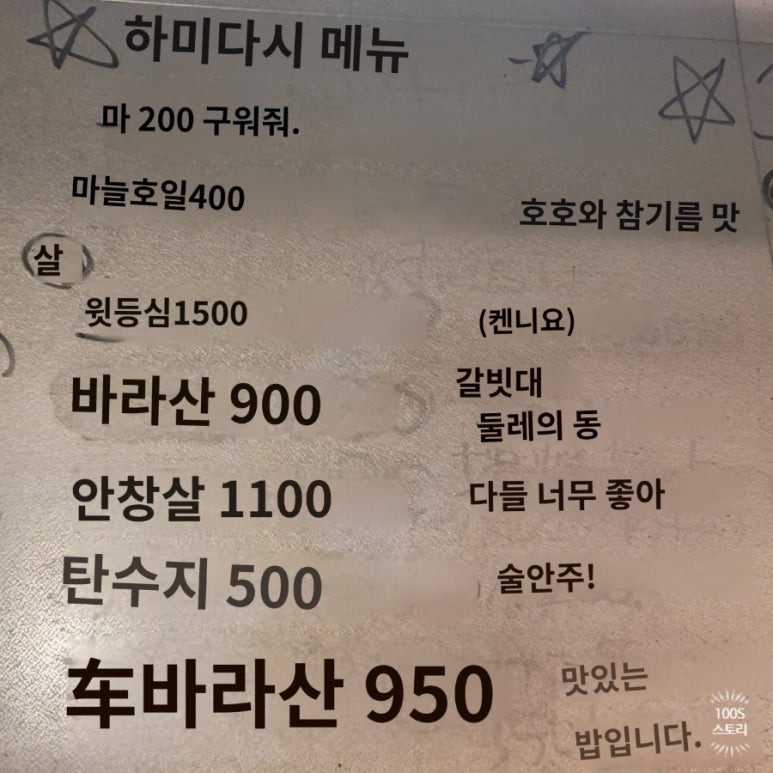 하미다시 메뉴
마 200 구워줘.
마늘호일400
호호와 참기름 맛
살
윗등심1500
(켄니요)
바라산 900
갈빗대
둘레의 동
안창살 1100
다들 너무 좋아
탄수지 500
술안주!
车바라산 950
맛있는
밥입니다.
100S
스토리